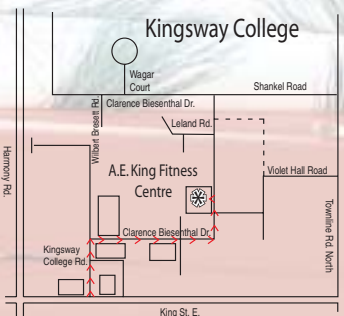 Kingsway College
Wagar
Court
Shankel Road
Wilbert Bresett Rd.
Clarence Biesenthal Dr.
Leland Rd.
Harmony Rd.
A.E. King Fitness
Centre
Violet Hall Road
Townline Rd. North
Clarence Biesenthal Dr.
Kingsway
College Rd.
King St. E.